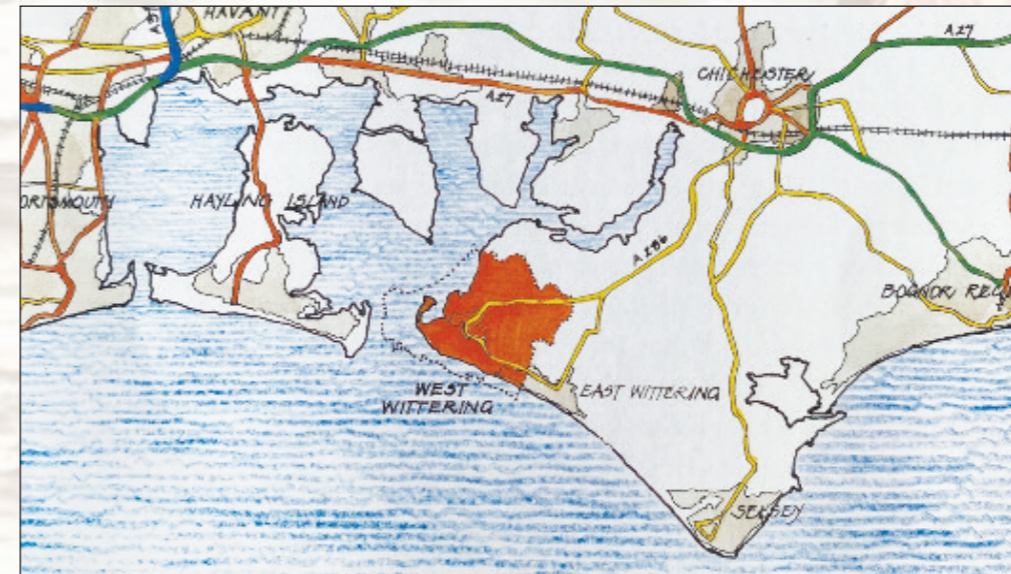 HAVANT
A27
CHICHESTER
A27
ORTSMOUTH
HAYLING ISLAND
A286
BOGNOR REG
WEST
WITTERING
EAST WITTERING
SELSEY